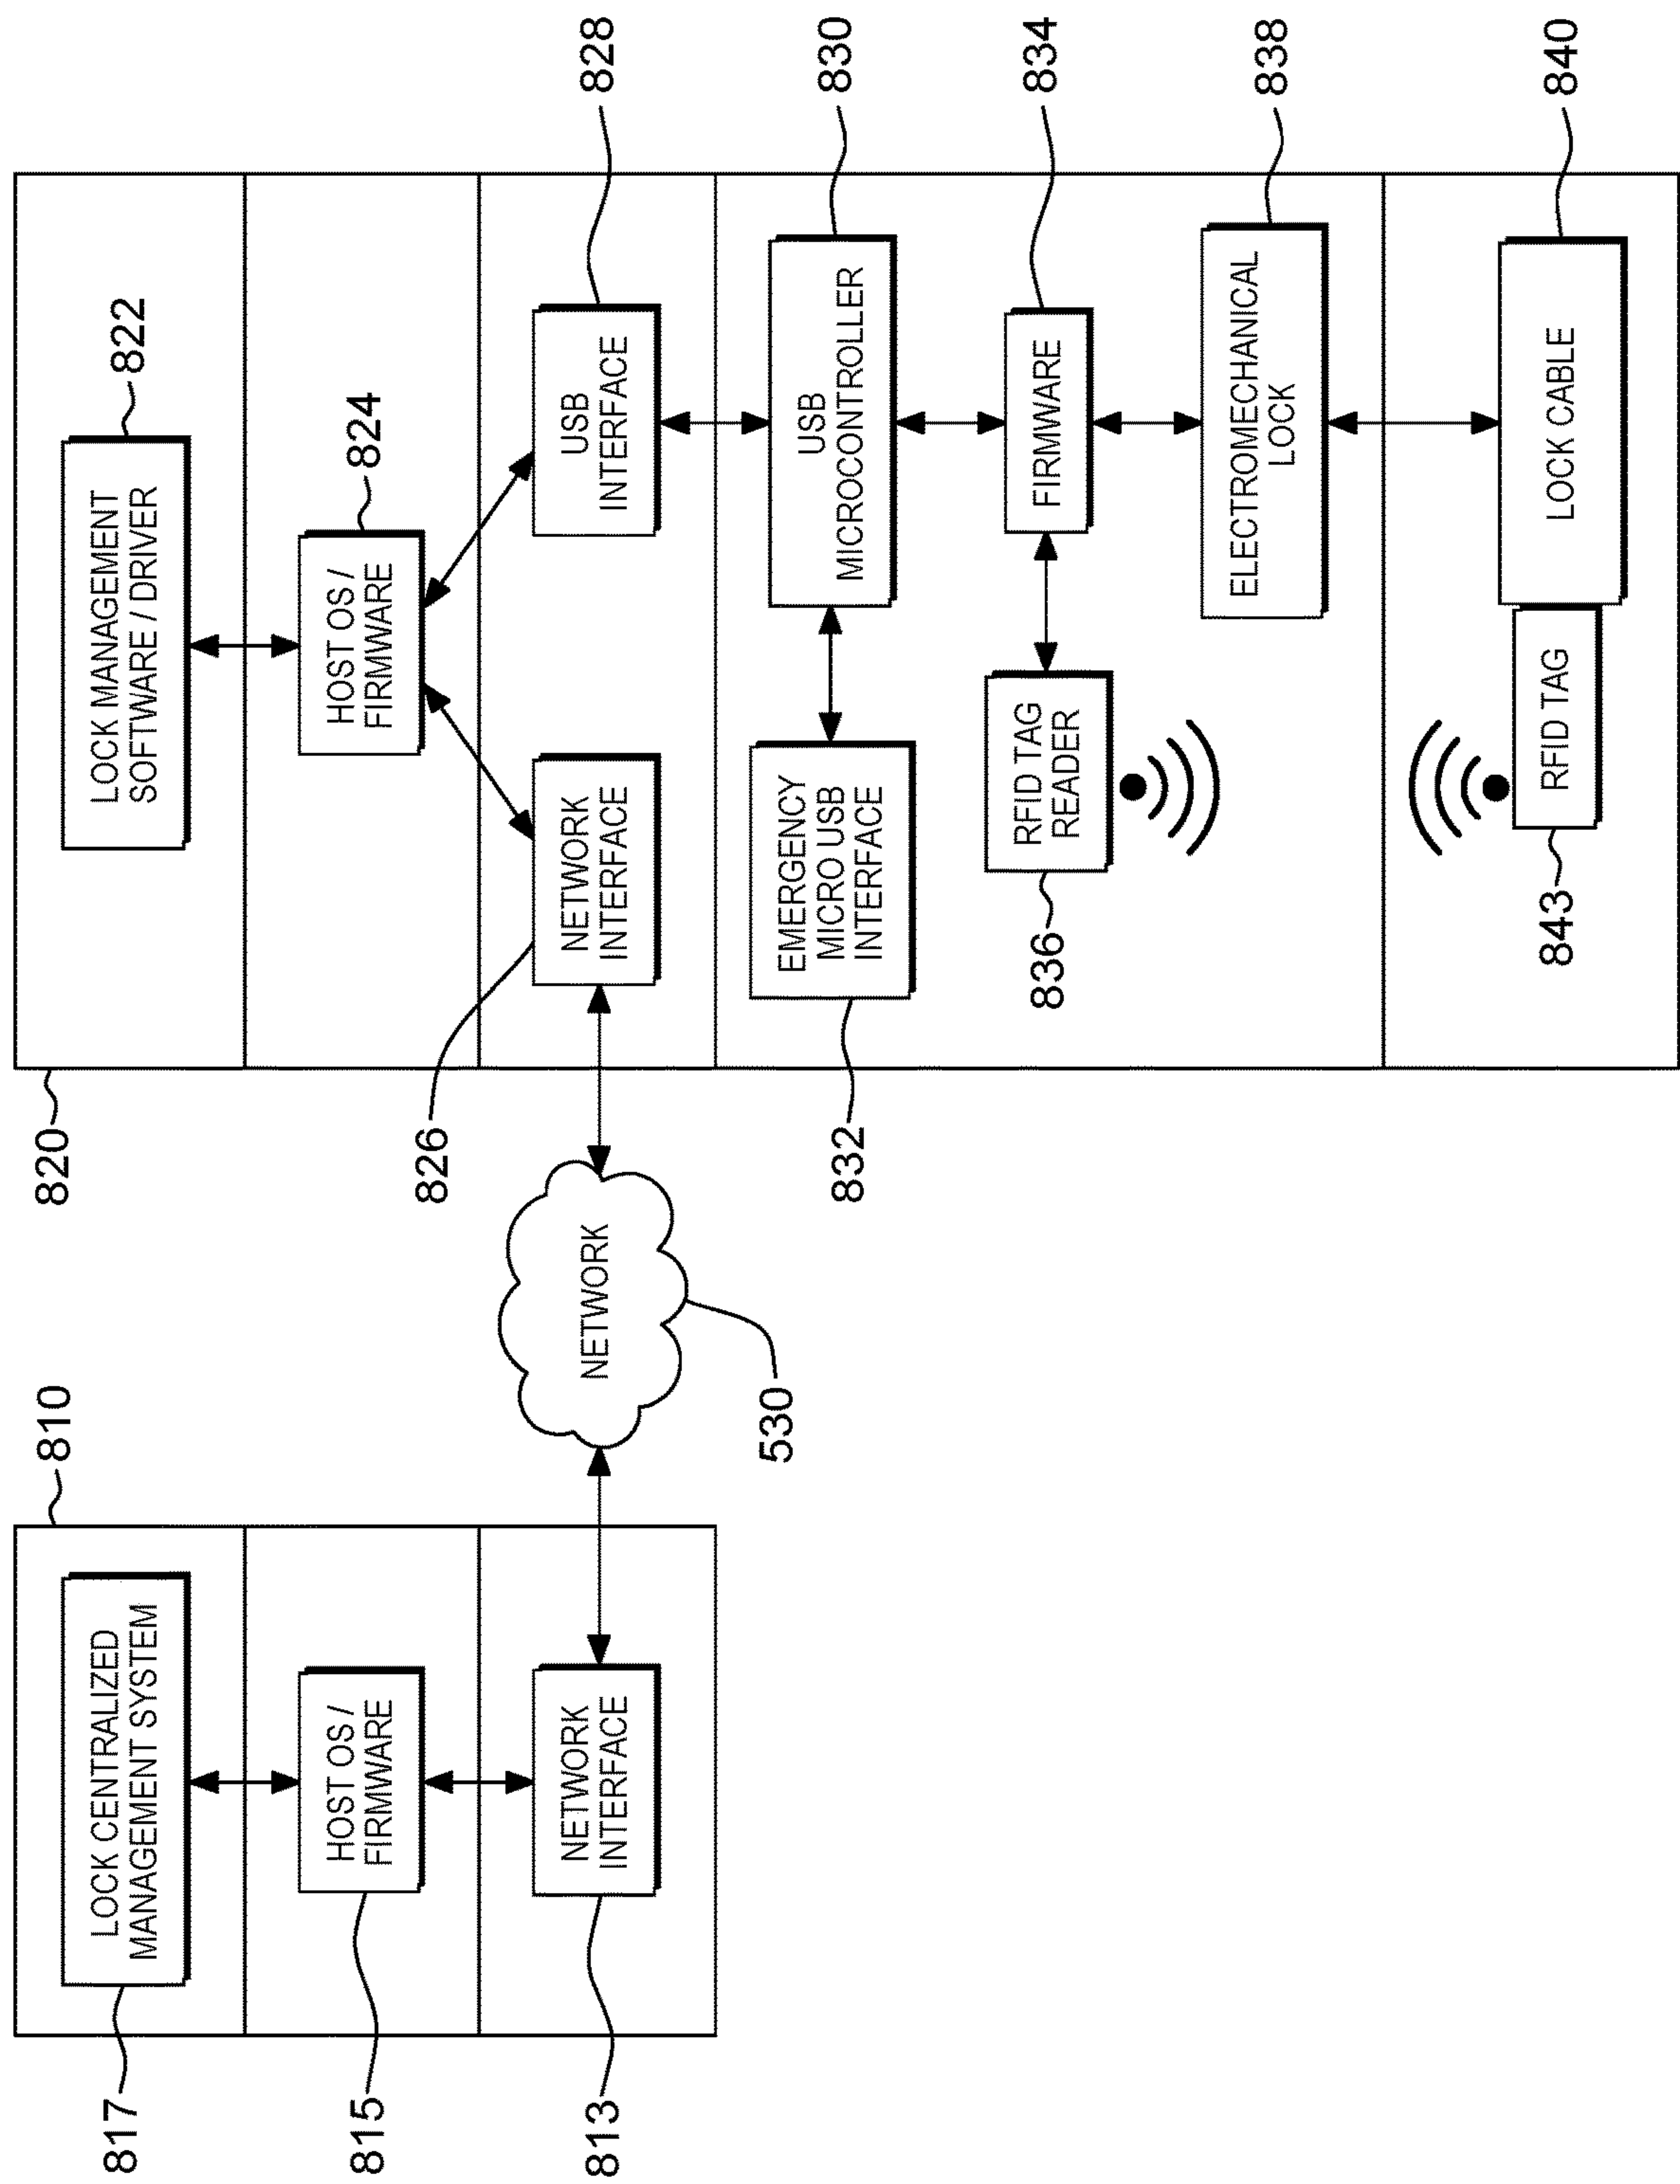 810
820
817
LOCK CENTRALIZED
MANAGEMENT SYSTEM
LOCK MANAGEMENT
SOFTWARE / DRIVER
822
815
HOST OS /
FIRMWARE
HOST OS /
FIRMWARE
824
813
NETWORK
INTERFACE
NETWORK
530
826
NETWORK
INTERFACE
USB
INTERFACE
828
832
EMERGENCY
MICRO USB
INTERFACE
USB
MICROCONTROLLER
830
836
RFID TAG
READER
FIRMWARE
834
ELECTROMECHANICAL
LOCK
838
843
RFID TAG
LOCK CABLE
840